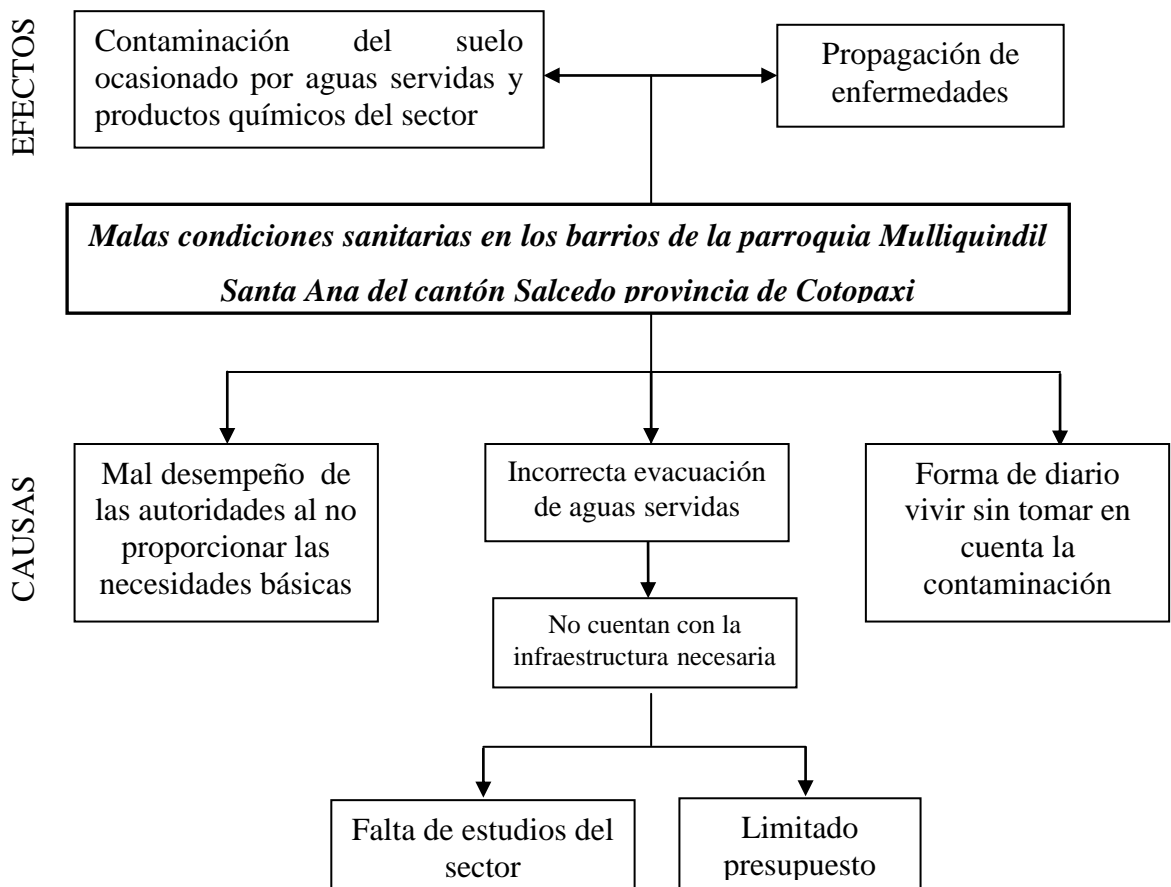 EFECTOS
Contaminación del suelo
ocasionado por aguas servidas y
productos químicos del sector
Propagación de
enfermedades
Malas condiciones sanitarias en los barrios de la parroquia Mulliquindil
Santa Ana del cantón Salcedo provincia de Cotopaxi
CAUSAS
Mal desempeño de
las autoridades al no
proporcionar las
necesidades básicas
Incorrecta evacuación
de aguas servidas
Forma de diario
vivir sin tomar en
cuenta la
contaminación
No cuentan con la
infraestructura necesaria
Falta de estudios del
sector
Limitado
presupuesto